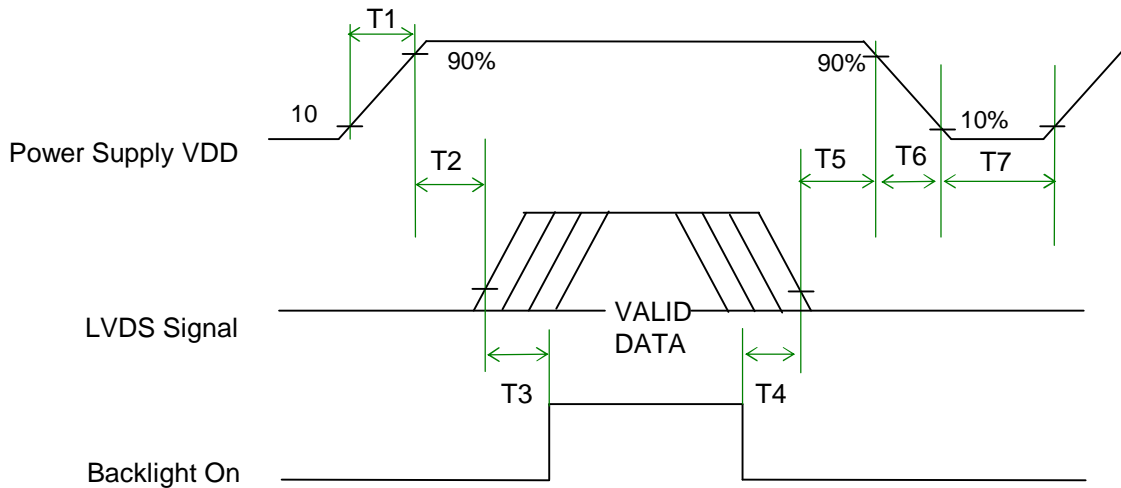 T1
90%
90%
10
10%
Power Supply VDD
T2
T5
T6
T7
VALID
DATA
LVDS Signal
T3
T4
Backlight On